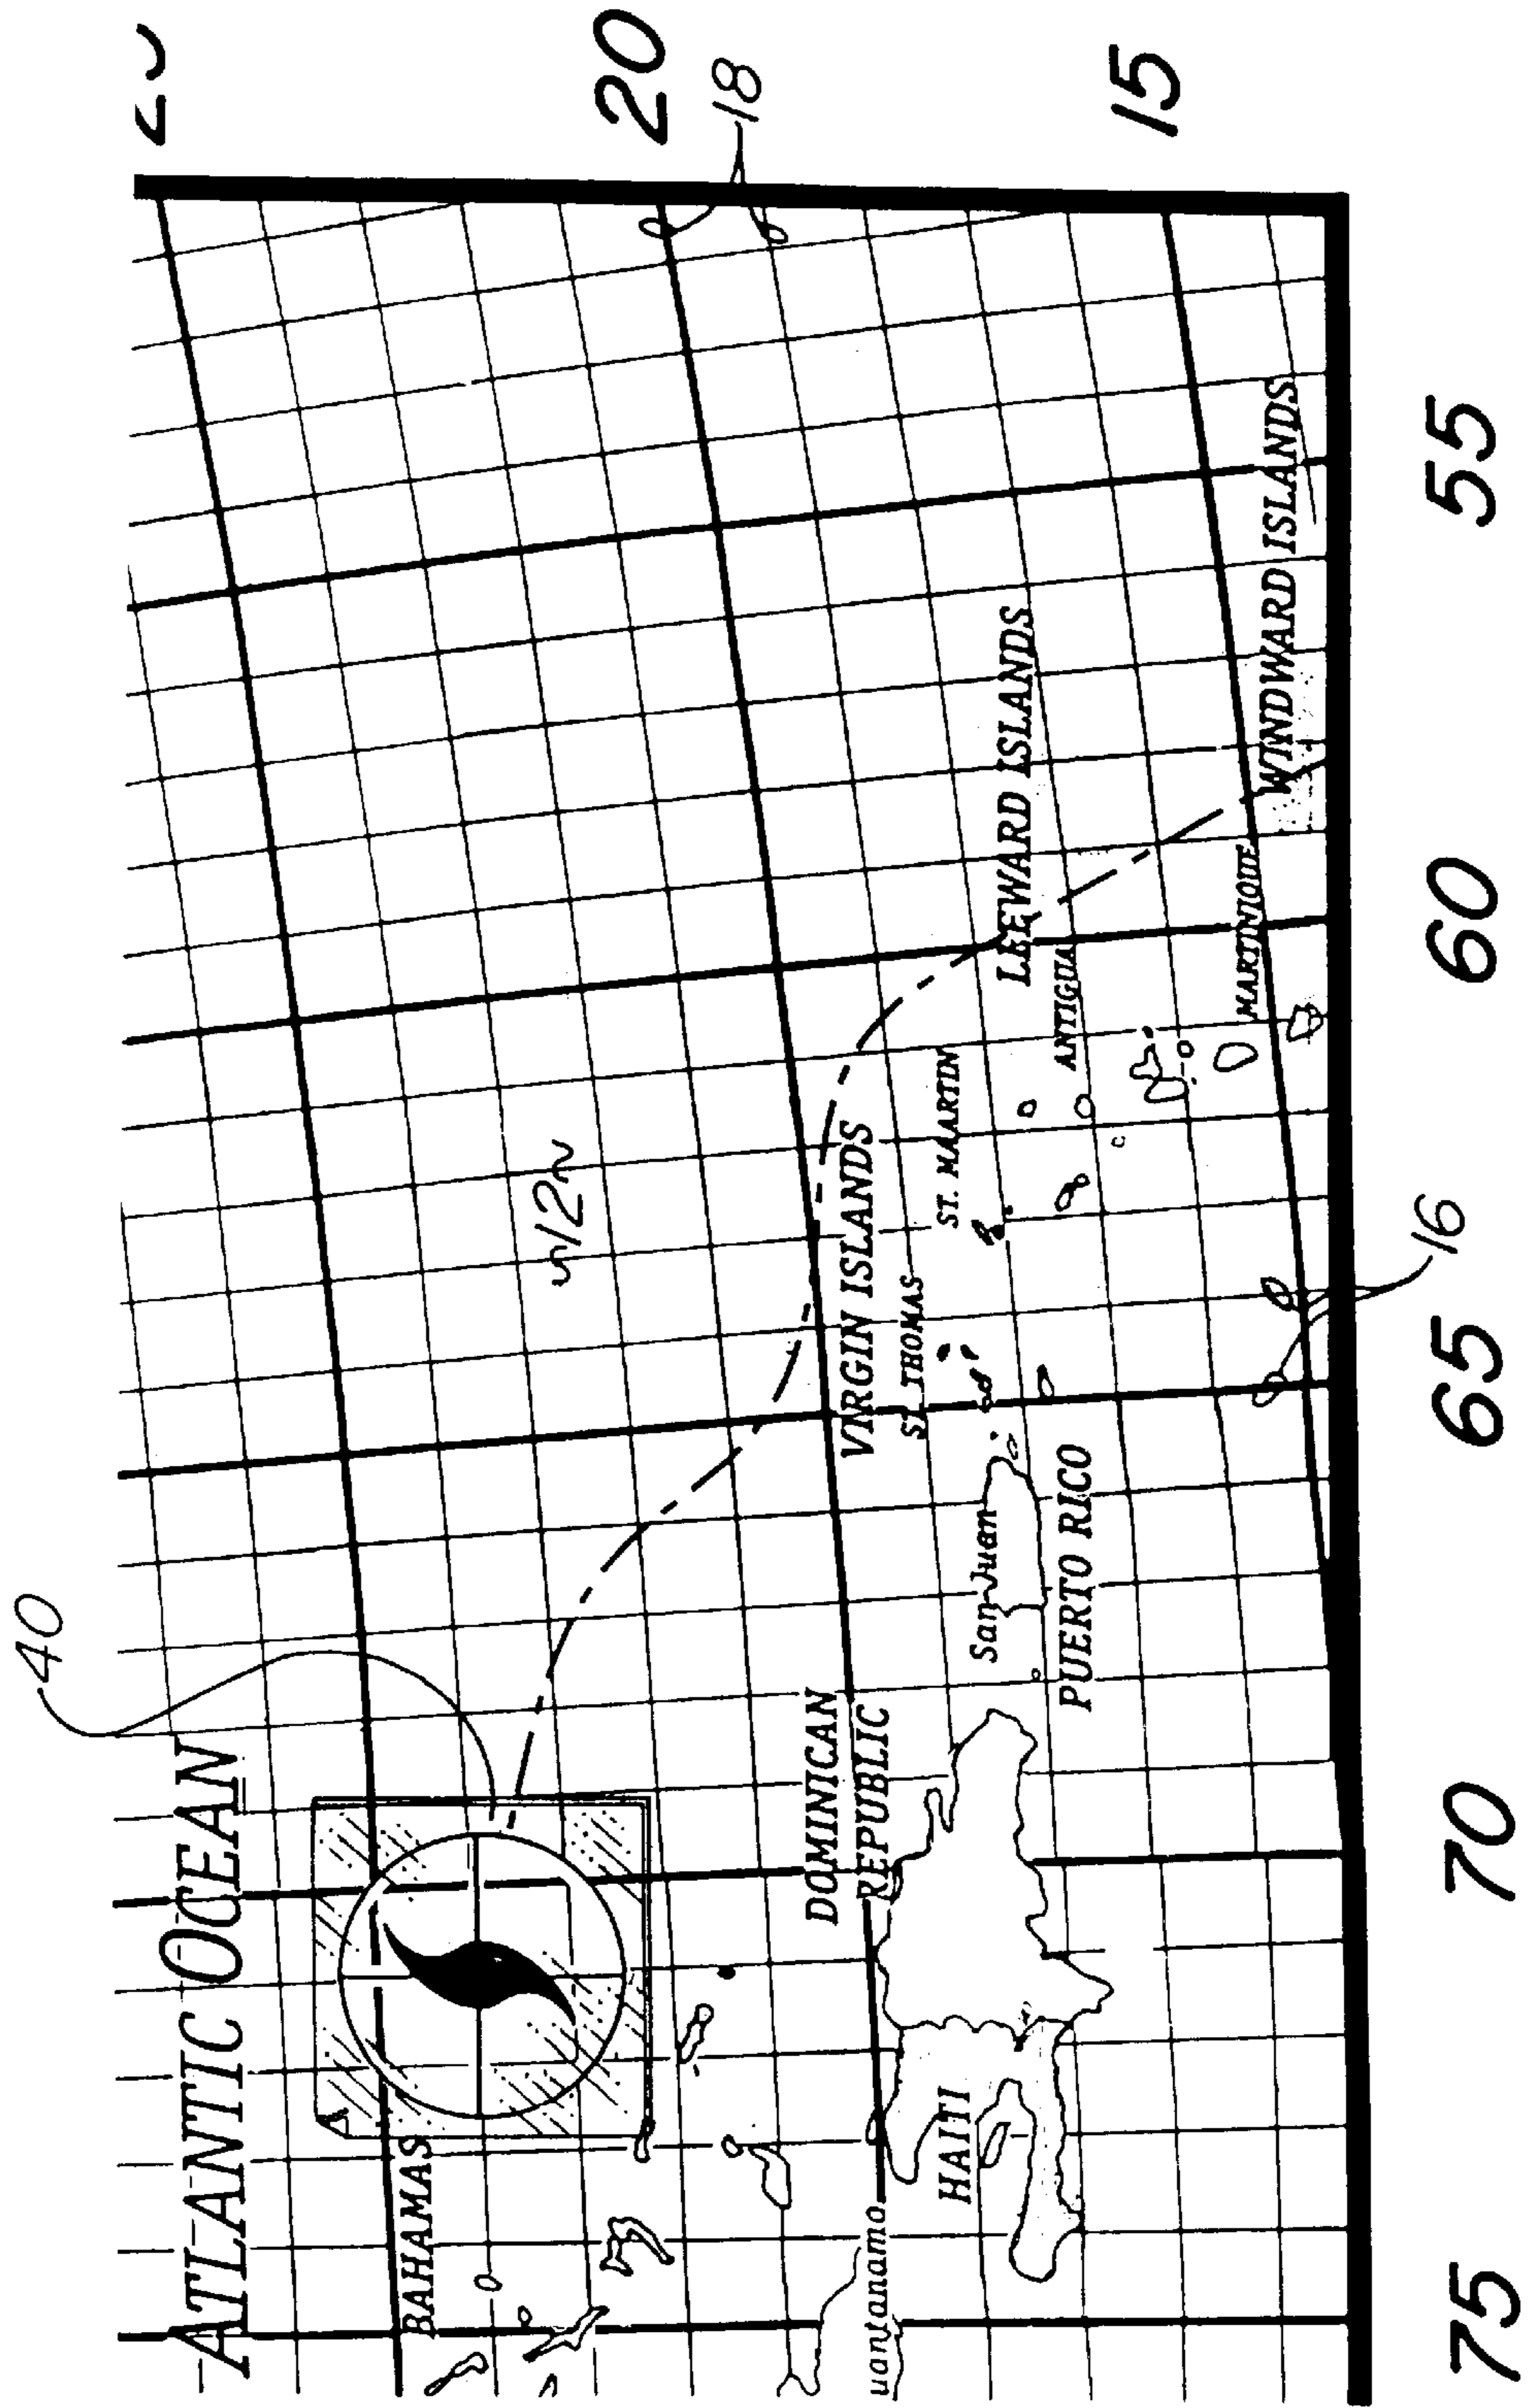 40
ATLANTIC OCEAN
BAHAMAS
12
20
18
DOMINICAN
REPUBLIC
VIRGIN ISLANDS
ST. THOMAS
ST. MAARTIN
LEEWARD ISLANDS
uantanamo
HAITI
San Juan
PUERTO RICO
ANTIGUA
15
MARTINIQUE
WINDWARD ISLANDS
16
75
70
65
60
55